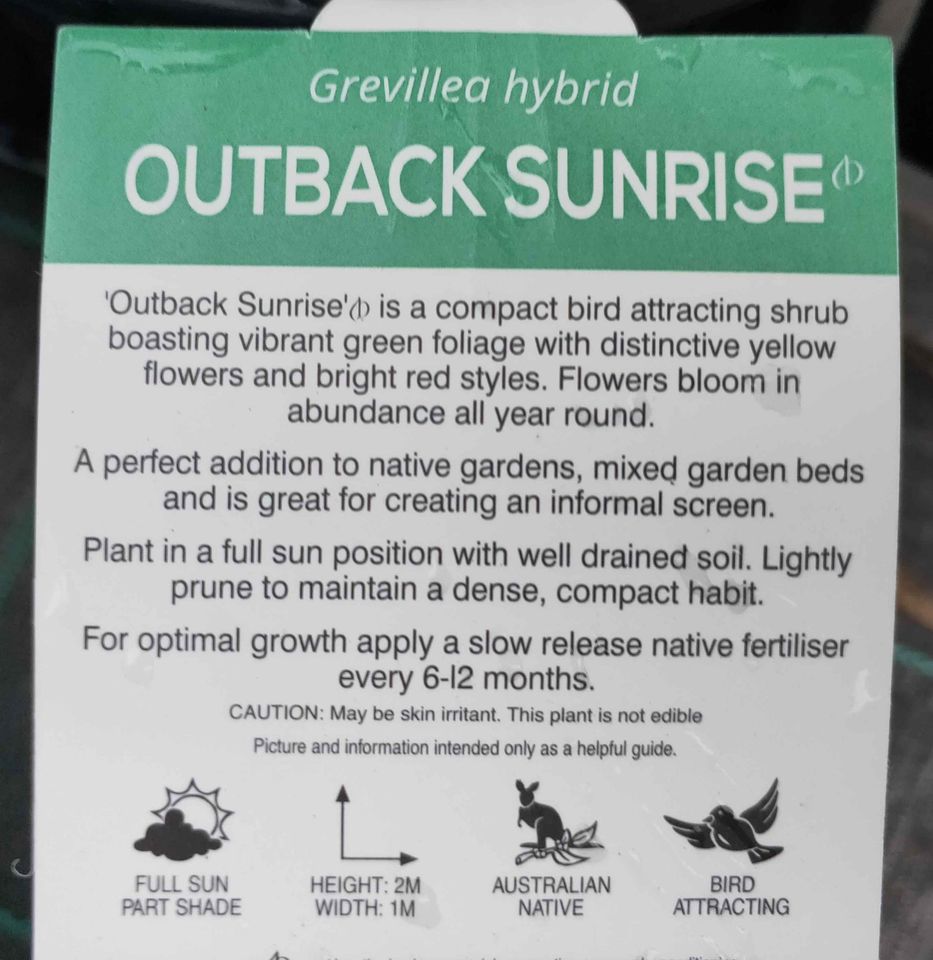 Grevillea hybrid
OUTBACK SUNRISE
'Outback Sunrise' is a compact bird attracting shrub
boasting vibrant green foliage with distinctive yellow
flowers and bright red styles. Flowers bloom in
abundance all year round.
A perfect addition to native gardens, mixed garden beds
and is great for creating an informal screen.
Plant in a full sun position with well drained soil. Lightly
prune to maintain a dense, compact habit.
For optimal growth apply a slow release native fertiliser
every 6-12 months.
CAUTION: May be skin irritant. This plant is not edible
Picture and information intended only as a helpful guide.
FULL SUN
PART SHADE
HEIGHT: 2M
WIDTH: 1M
AUSTRALIAN
NATIVE
BIRD
ATTRACTING